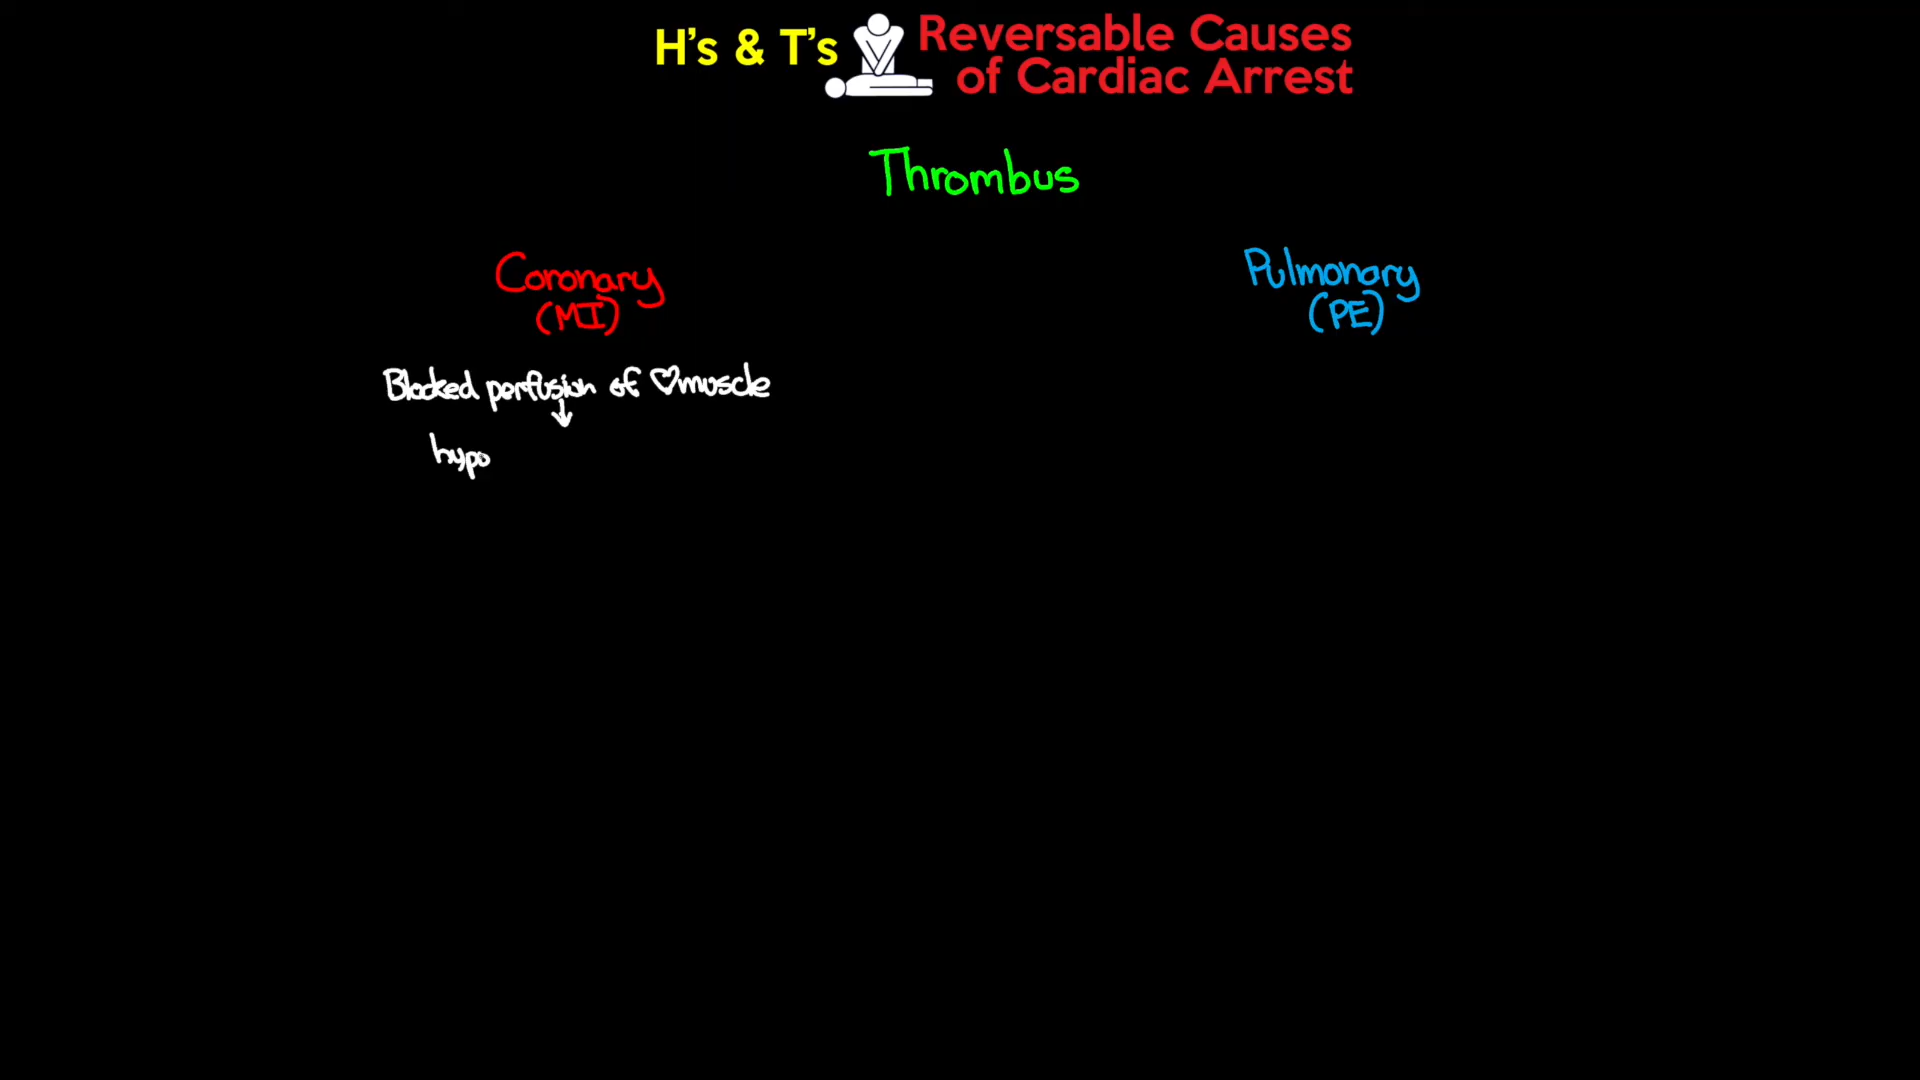 H's & T's
Reversable Causes
of Cardiac Arrest
Thrombus
Coronary
(MI)
Pulmonary
(PE)
Blocked perfusion of ♡muscle
↓
hypo